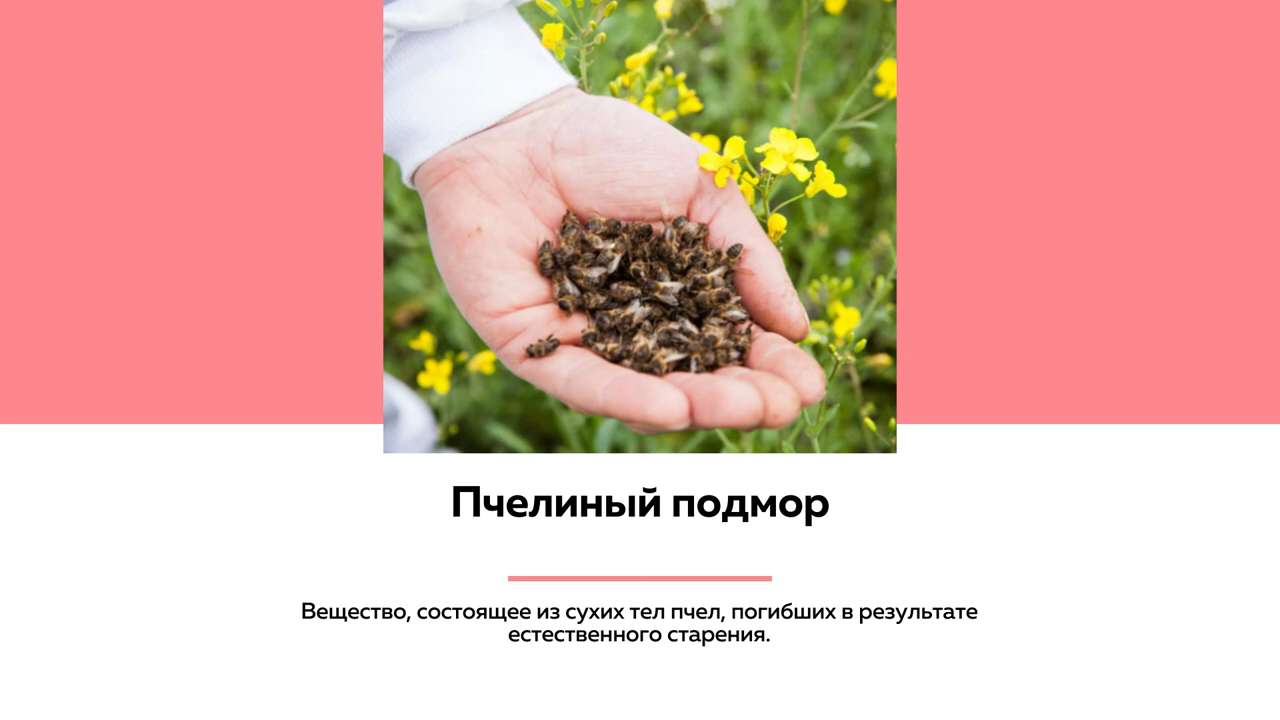 Пчелиный подмор
Вещество, состоящее из сухих тел пчел, погибших в результате
естественного старения.